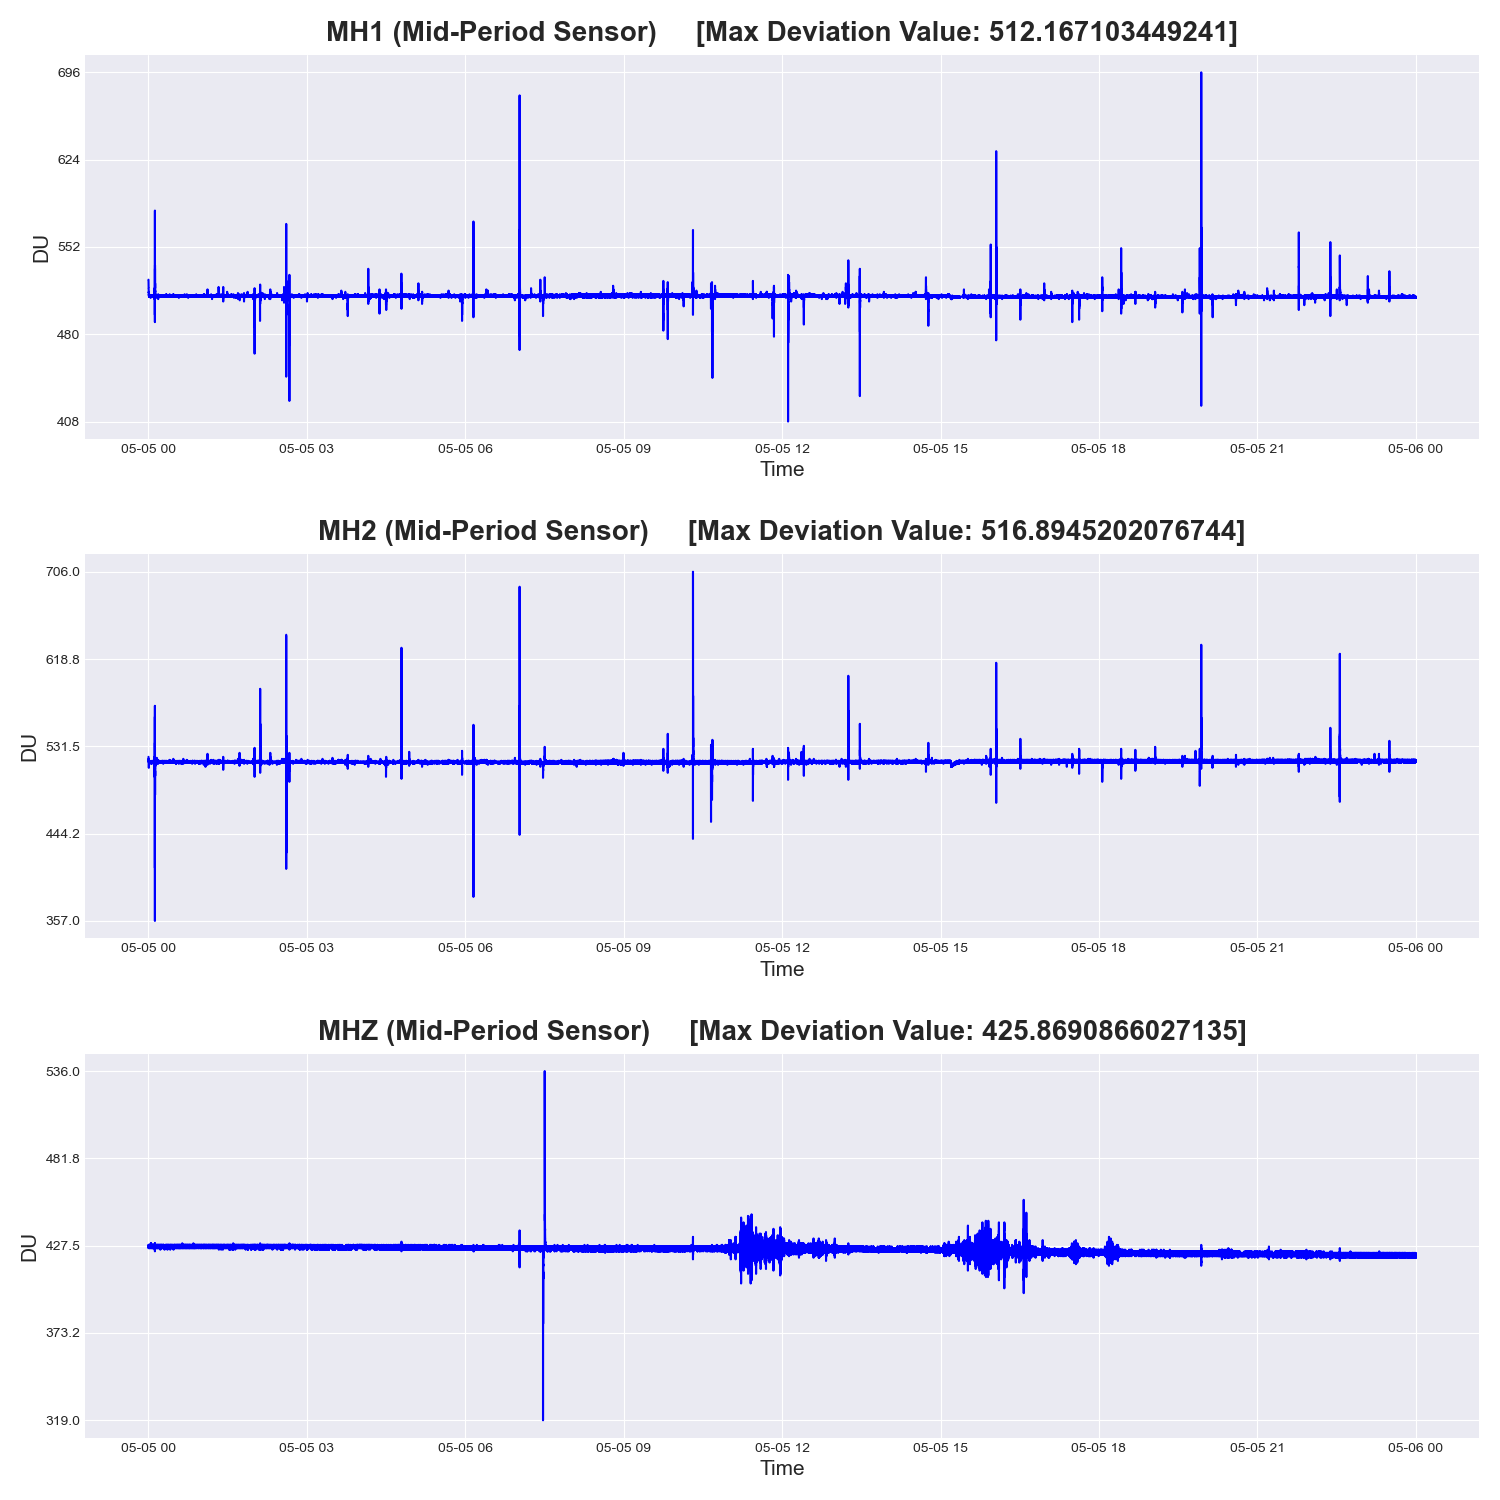 MH1 (Mid-Period Sensor) [Max Deviation Value: 512.167103449241]
696
624
552
480
408
DU
05-05 00 05-05 03 05-05 06 05-05 09 05-05 12 05-05 15 05-05 18 05-05 21 05-06 00
Time
MH2 (Mid-Period Sensor) [Max Deviation Value: 516.8945202076744]
706.0
618.8
531.5
444.2
357.0
DU
05-05 00 05-05 03 05-05 06 05-05 09 05-05 12 05-05 15 05-05 18 05-05 21 05-06 00
Time
MHZ (Mid-Period Sensor) [Max Deviation Value: 425.8690866027135]
536.0
481.8
427.5
373.2
319.0
DU
05-05 00 05-05 03 05-05 06 05-05 09 05-05 12 05-05 15 05-05 18 05-05 21 05-06 00
Time